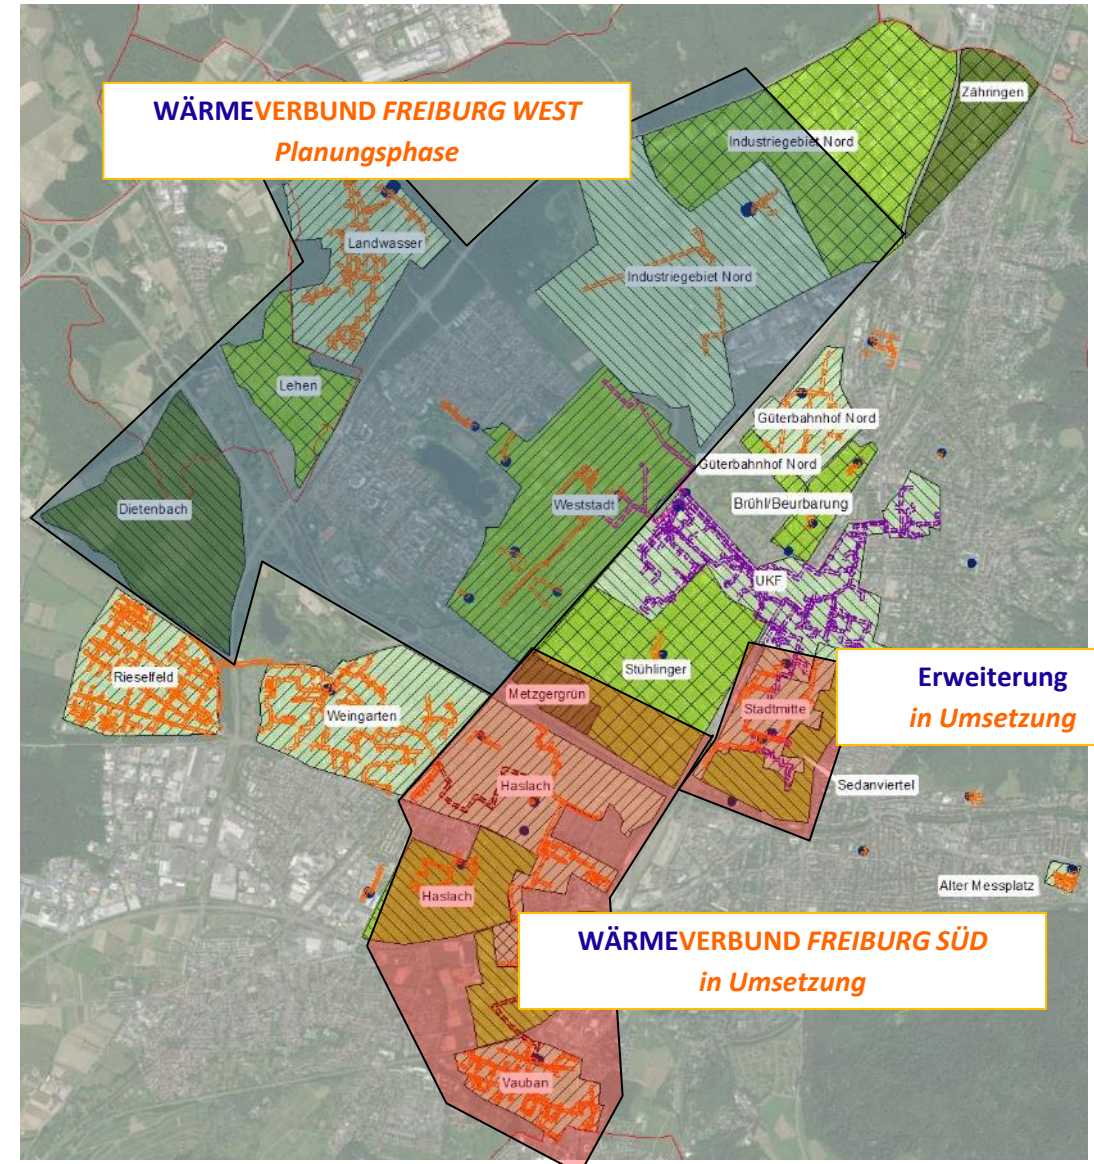 Zähringen
WÄRMEVERBUND FREIBURG WEST
Planungsphase
Industriegebiet Nord
Landwasser
Industriegebiet Nord
Lehen
Güterbahnhof Nord
Güterbahnhof Nord
Dietenbach
Weststadt
Brühl/Beurbarung
UKF
Rieselfeld
Stühlinger
Erweiterung
in Umsetzung
Metzgergrün
Weingarten
Stadtmitte
Haslach
Sedanviertel
Haslach
Alter Messplatz
WÄRMEVERBUND FREIBURG SÜD
in Umsetzung
Vauban